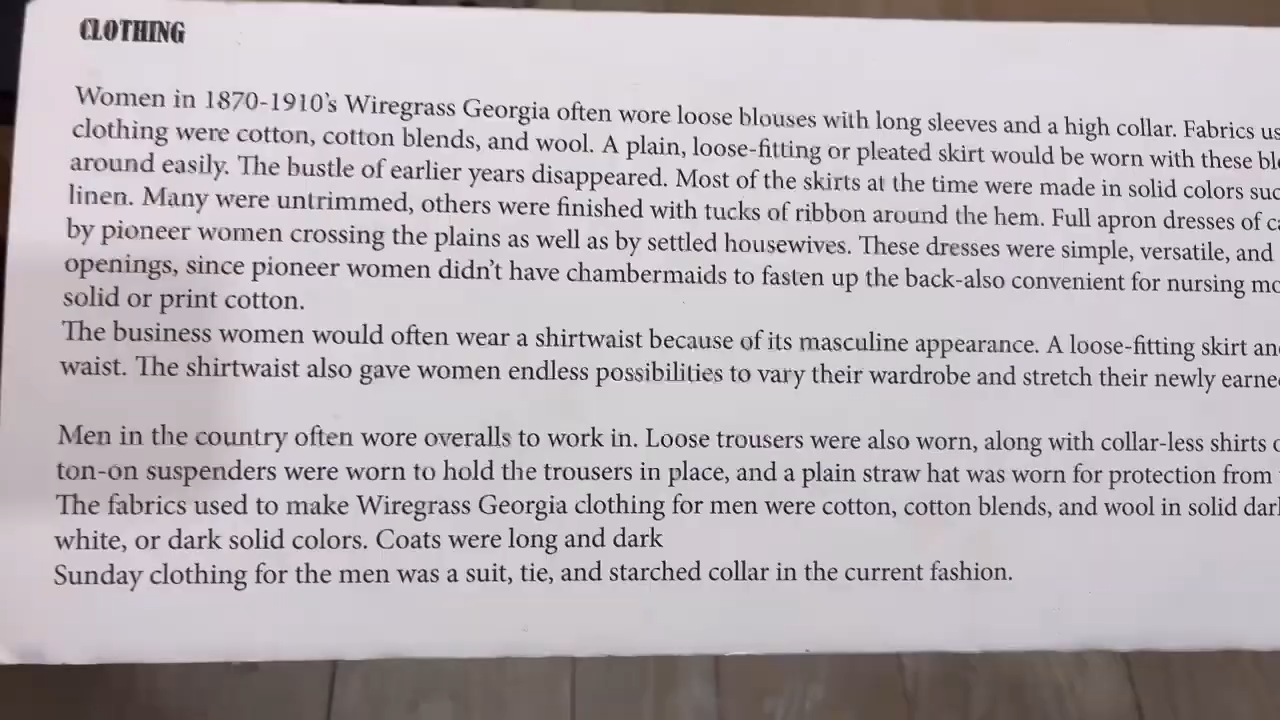 CLOTHING
Women in 1870-1910's Wiregrass Georgia often wore loose blouses with long sleeves and a high collar. Fabrics
clothing were cotton, cotton blends, and wool. A plain, loose-fitting or pleated skirt would be worn with these
around easily. The bustle of earlier years disappeared. Most of the skirts at the time were made in solid colors
linen. Many were untrimmed, others were finished with tucks of ribbon around the hem. Full apron dresses of
by pioneer women crossing the plains as well as by settled housewives. These dresses were simple, versatile, and
openings, since pioneer women didn't have chambermaids to fasten up the back-also convenient for nursing
solid or print cotton.
The business women would often wear a shirtwaist because of its masculine appearance. A loose-fitting skirt
waist. The shirtwaist also gave women endless possibilities to vary their wardrobe and stretch their newly
Men in the country often wore overalls to work in. Loose trousers were also worn, along with collar-less shirts
ton-on suspenders were worn to hold the trousers in place, and a plain straw hat was worn for protection from
The fabrics used to make Wiregrass Georgia clothing for men were cotton, cotton blends, and wool in solid
white, or dark solid colors. Coats were long and dark
Sunday clothing for the men was a suit, tie, and starched collar in the current fashion.